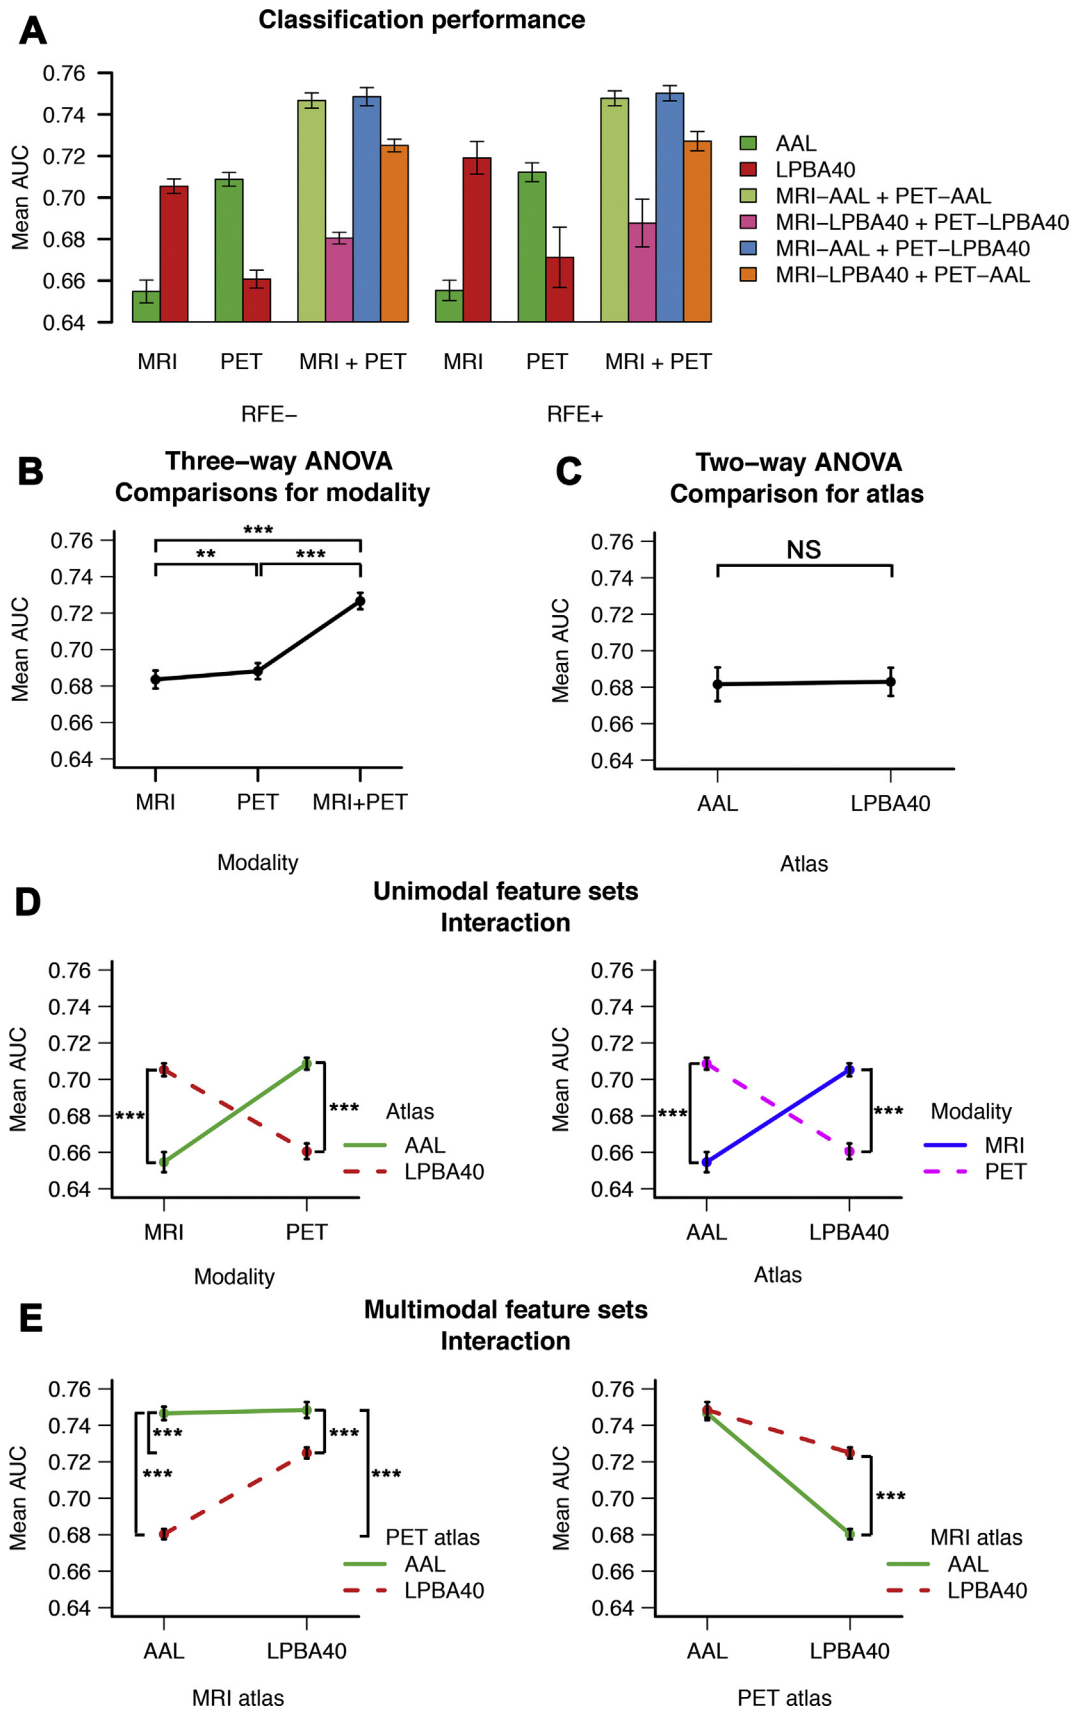 A
Classification performance
Mean AUC
0.76
0.74
0.72
0.70
0.68
0.66
0.64
MRI PET MRI + PET MRI PET MRI + PET
RFE− RFE+
AAL
LPBA40
MRI−AAL + PET−AAL
MRI−LPBA40 + PET−LPBA40
MRI−AAL + PET−LPBA40
MRI−LPBA40 + PET−AAL
B
Three−way ANOVA
Comparisons for modality
Mean AUC
0.76
0.74
0.72
0.70
0.68
0.66
0.64
***
** ***
MRI PET MRI+PET
Modality
C
Two−way ANOVA
Comparison for atlas
Mean AUC
0.76
0.74
0.72
0.70
0.68
0.66
0.64
NS
AAL LPBA40
Atlas
D
Unimodal feature sets
Interaction
Mean AUC
0.76
0.74
0.72
0.70
0.68
0.66
0.64
***
***
Atlas
AAL
LPBA40
MRI PET
Modality
Mean AUC
0.76
0.74
0.72
0.70
0.68
0.66
0.64
***
***
Modality
MRI
PET
AAL LPBA40
Atlas
E
Multimodal feature sets
Interaction
Mean AUC
0.76
0.74
0.72
0.70
0.68
0.66
0.64
*** ***
*** ***
PET atlas
AAL
LPBA40
AAL LPBA40
MRI atlas
Mean AUC
0.76
0.74
0.72
0.70
0.68
0.66
0.64
***
MRI atlas
AAL
LPBA40
AAL LPBA40
PET atlas